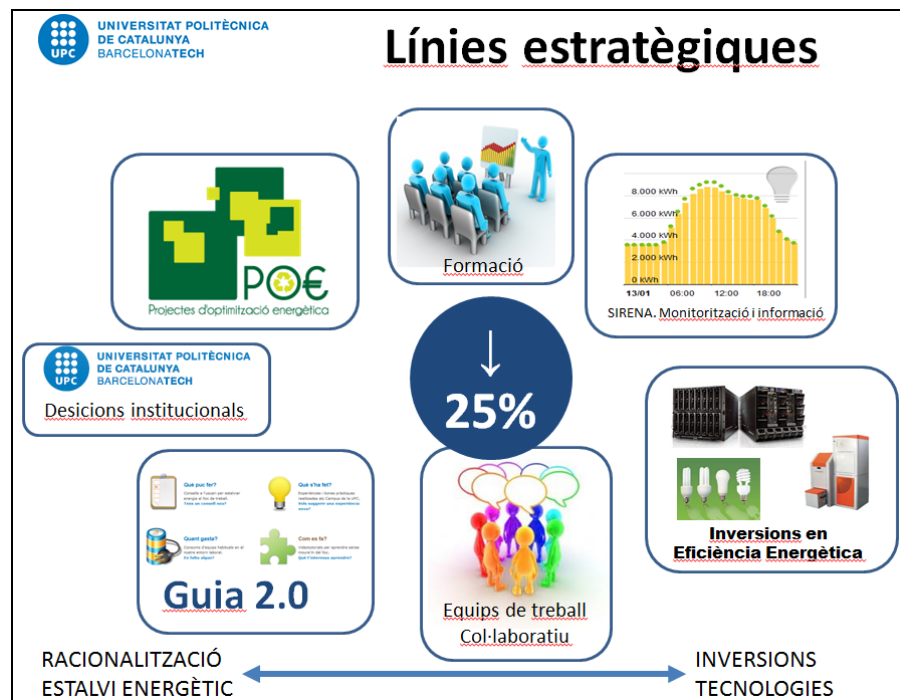 UNIVERSITAT POLITÈCNICA
DE CATALUNYA
BARCELONATECH
UPC
Línies estratègiques
POE
Projectes d'optimització energètica
Formació
8.000 kWh
6.000 kWh
4.000 kWh
2.000 kWh
0 kWh
13/01 06:00 12:00 18:00
SIRENA. Monitorització i informació
UNIVERSITAT POLITÈCNICA
DE CATALUNYA
BARCELONATECH
UPC
Desicions institucionals
↓
25%
Inversions en
Eficiència Energètica
Què puc fer?
Què s'ha fet?
Quant gasta?
Com es fa?
Guia 2.0
Equips de treball
Col·laboratiu
RACIONALITZACIÓ
ESTALVI ENERGÈTIC
INVERSIONS
TECNOLOGIES